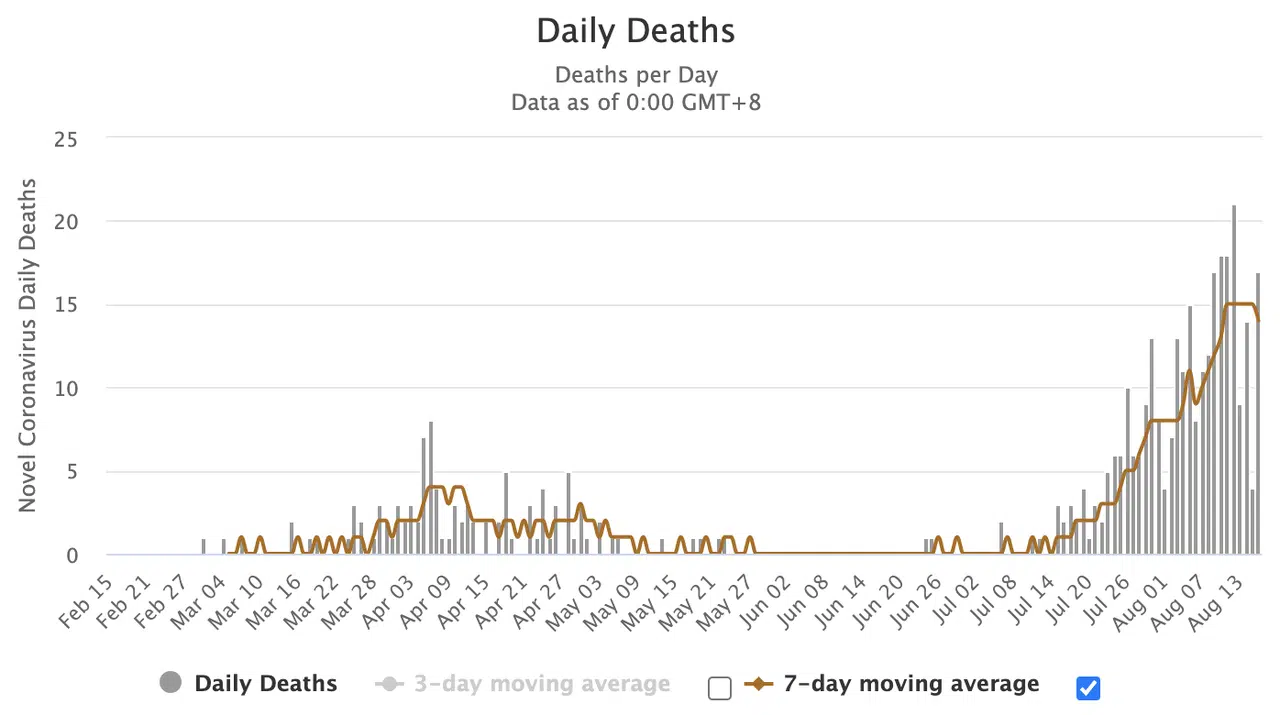 Daily Deaths
Deaths per Day
Data as of 0:00 GMT+8
Novel Coronavirus Daily Deaths
25
20
15
10
5
0
Feb 15
Feb 21
Feb 27
Mar 04
Mar 10
Mar 16
Mar 22
Mar 28
Apr 03
Apr 09
Apr 15
Apr 21
Apr 27
May 03
May 09
May 15
May 21
May 27
Jun 02
Jun 08
Jun 14
Jun 20
Jun 26
Jul 02
Jul 08
Jul 14
Jul 20
Jul 26
Aug 01
Aug 07
Aug 13
Daily Deaths 3-day moving average 7-day moving average